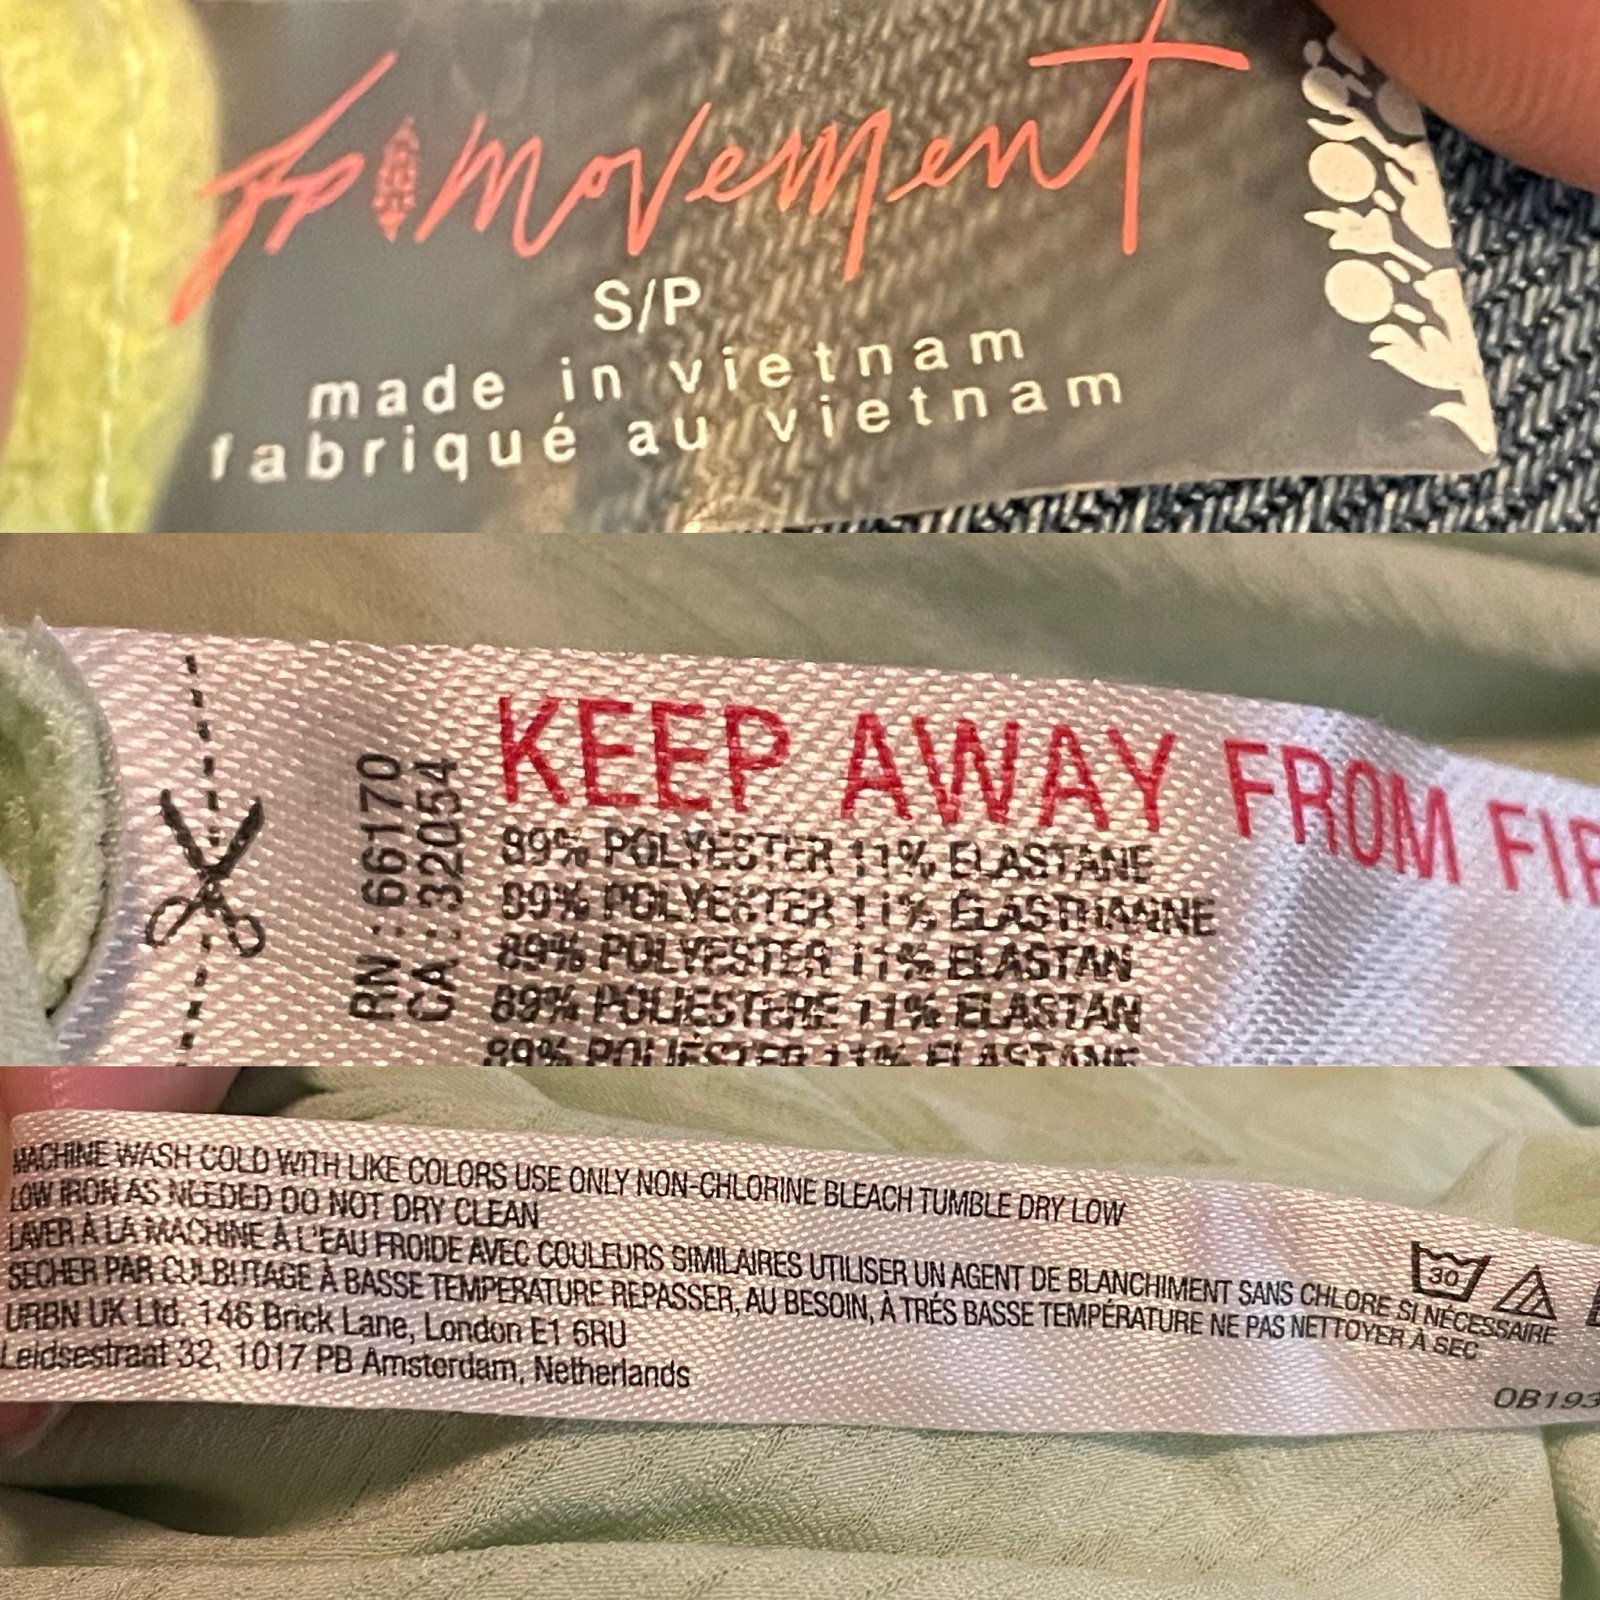 fp movement
S/P
made in vietnam
fabriqué au vietnam
KEEP AWAY FROM
RN: 66170
CA: 32054
89% POLYESTER 11% ELASTANE
89% POLYESTER 11% ELASTHANNE
89% POLYESTER 11% ELASTAN
89% POLIESTERE 11% ELASTAN
89% POLIESTER 11% ELASTANE
MACHINE WASH COLD WITH LIKE COLORS USE ONLY NON-CHLORINE BLEACH TUMBLE DRY LOW
LOW IRON AS NEEDED DO NOT DRY CLEAN
LAVER À LA MACHINE À L'EAU FROIDE AVEC COULEURS SIMILAIRES UTILISER UN AGENT DE BLANCHIMENT SANS CHLORE SI NÉCESSAIRE
SECHER PAR CULBUTAGE À BASSE TEMPERATURE REPASSER, AU BESOIN, À TRÉS BASSE TEMPÉRATURE NE PAS NETTOYER À SEC
URBN UK Ltd. 146 Brick Lane, London E1 6RU
Leidsestraat 32, 1017 PB Amsterdam, Netherlands
30
OB193